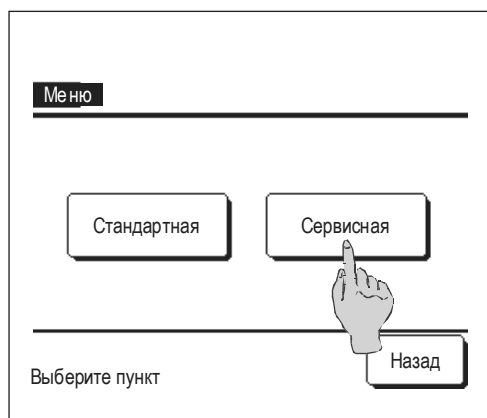 Меню
Стандартная Сервисная
Назад
Выберите пункт